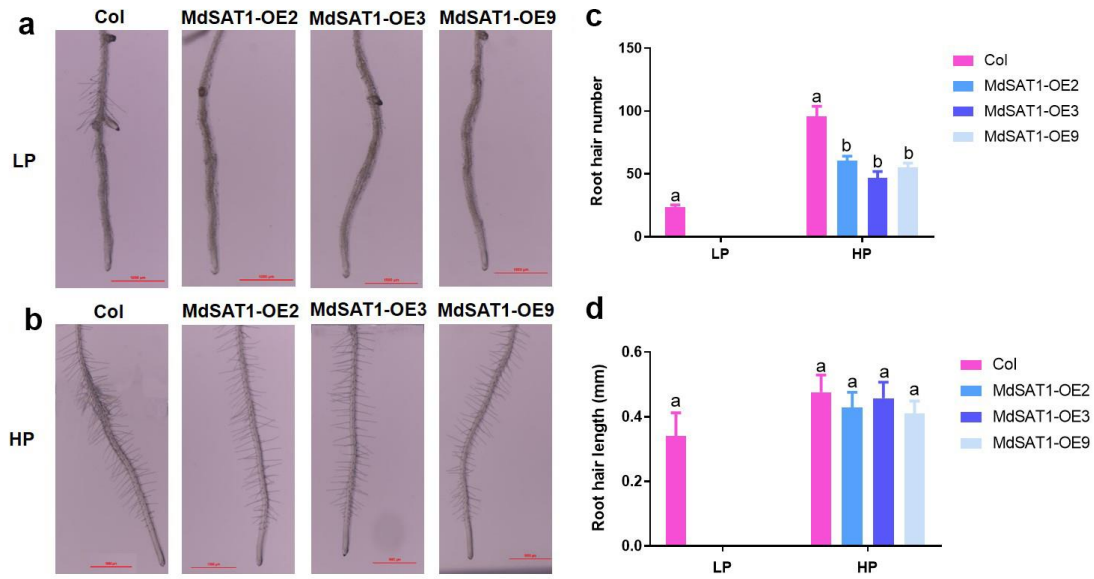 a
Col MdSAT1-OE2 MdSAT1-OE3 MdSAT1-OE9
LP
b
Col MdSAT1-OE2 MdSAT1-OE3 MdSAT1-OE9
HP
c
Root hair number
150
100
50
0
a
a
b
b
b
LP HP
Col
MdSAT1-OE2
MdSAT1-OE3
MdSAT1-OE9
d
Root hair length (mm)
0.6
0.4
0.2
0.0
a
a
a
a
a
LP HP
Col
MdSAT1-OE2
MdSAT1-OE3
MdSAT1-OE9